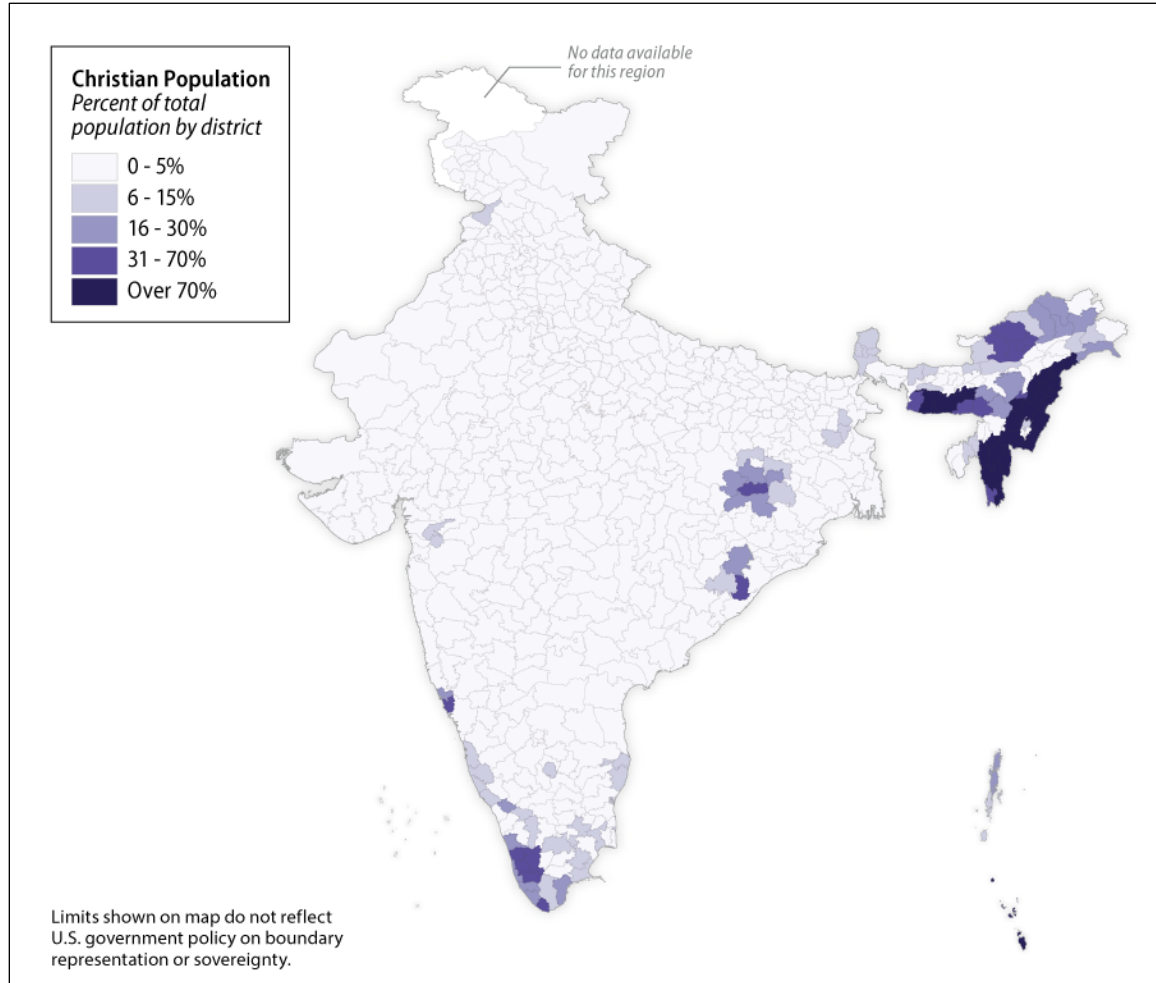 No data available
for this region
Christian Population
Percent of total
population by district
0 - 5%
6 - 15%
16 - 30%
31 - 70%
Over 70%
Limits shown on map do not reflect
U.S. government policy on boundary
representation or sovereignty.